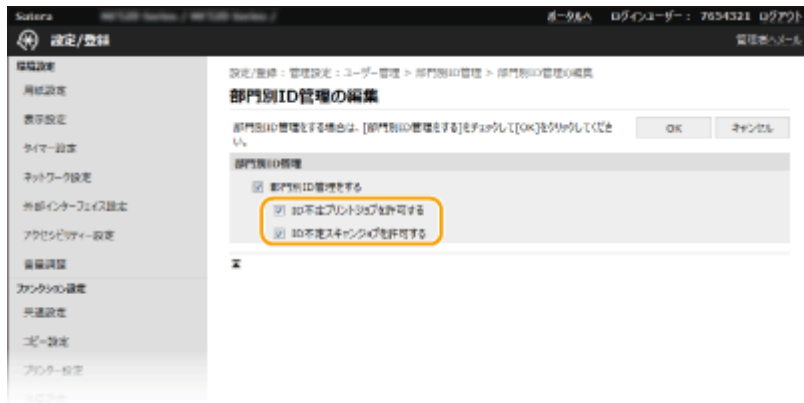 Satera
ポータルへ ログインユーザー： 7654321 ログアウト
設定/登録
管理者へメール
環境設定
用紙設定
表示設定
タイマー設定
ネットワーク設定
外部インターフェイス設定
アクセシビリティー設定
音量調整
ファンクション設定
共通設定
コピー設定
プリンター設定
設定/登録：管理設定：ユーザー管理 > 部門別ID管理 > 部門別ID管理の編集
部門別ID管理の編集
部門別ID管理をする場合は、[部門別ID管理をする]をチェックして[OK]をクリックしてくださ
い。
OK キャンセル
部門別ID管理
部門別ID管理をする
ID不定プリントジョブを許可する
ID不定スキャンジョブを許可する